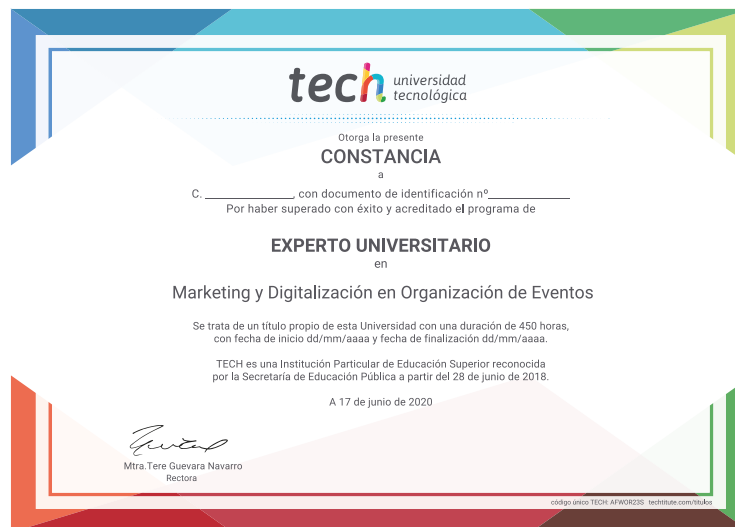 tech universidad
tecnológica
Otorga la presente
CONSTANCIA
a
C. ________________, con documento de identificación nº______________
Por haber superado con éxito y acreditado el programa de
EXPERTO UNIVERSITARIO
en
Marketing y Digitalización en Organización de Eventos
Se trata de un título propio de esta Universidad con una duración de 450 horas,
con fecha de inicio dd/mm/aaaa y fecha de finalización dd/mm/aaaa.
TECH es una Institución Particular de Educación Superior reconocida
por la Secretaría de Educación Pública a partir del 28 de junio de 2018.
A 17 de junio de 2020
Mtra.Tere Guevara Navarro
Rectora
código único TECH: AFWOR23S techtitute.com/titulos